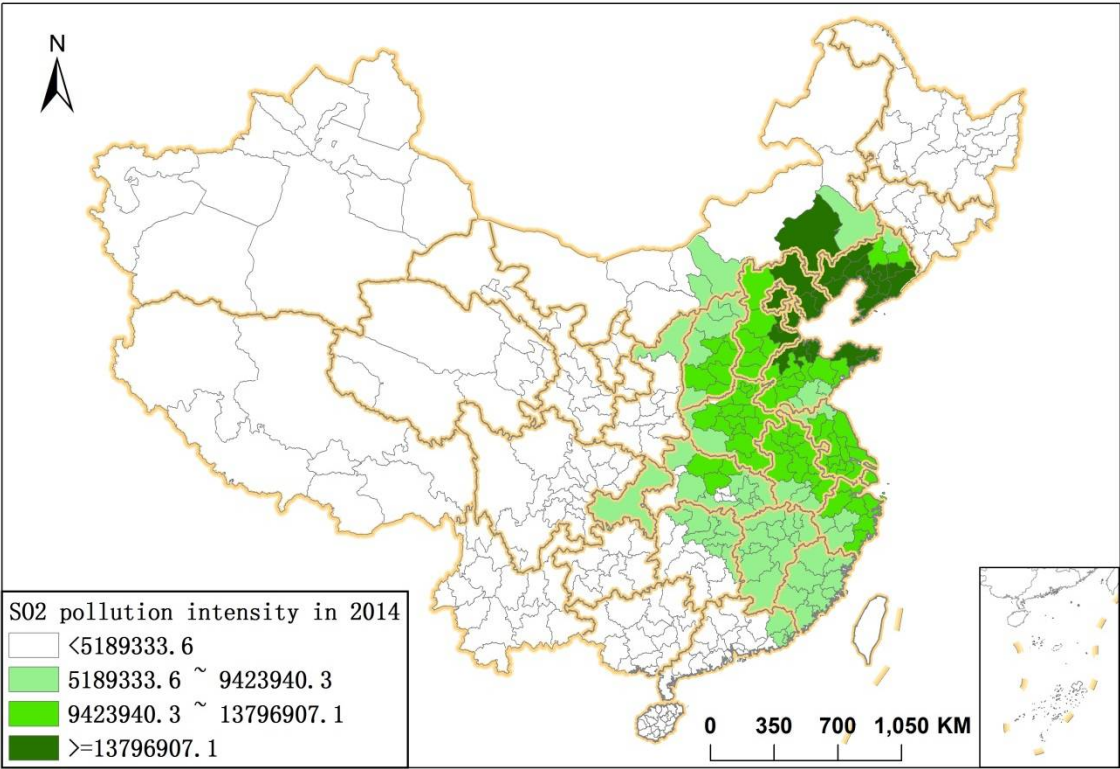 N
SO2 pollution intensity in 2014
<5189333.6
5189333.6 ~ 9423940.3
9423940.3 ~ 13796907.1
>=13796907.1
0 350 700 1,050 KM